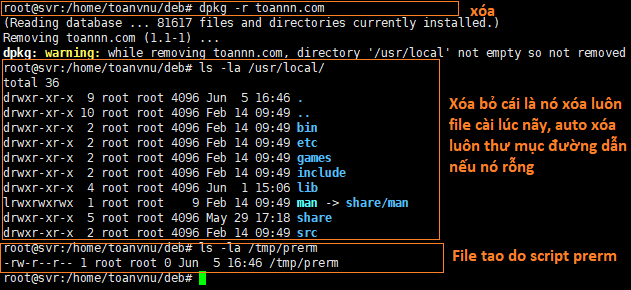 root@svr:/home/toanvnu/deb# dpkg -r toannn.com
xóa
(Reading database ... 81617 files and directories currently installed.)
Removing toannn.com (1.1-1) ...
dpkg: warning: while removing toannn.com, directory '/usr/local' not empty so not removed
root@svr:/home/toanvnu/deb# ls -la /usr/local/
total 36
drwxr-xr-x 9 root root 4096 Jun 5 16:46 .
drwxr-xr-x 10 root root 4096 Feb 14 09:49 ..
drwxr-xr-x 2 root root 4096 Feb 14 09:49 bin
drwxr-xr-x 2 root root 4096 Feb 14 09:49 etc
drwxr-xr-x 2 root root 4096 Feb 14 09:49 games
drwxr-xr-x 2 root root 4096 Feb 14 09:49 include
drwxr-xr-x 4 root root 4096 Jun 1 15:06 lib
lrwxrwxrwx 1 root root 9 Feb 14 09:49 man -> share/man
drwxr-xr-x 5 root root 4096 May 29 17:18 share
drwxr-xr-x 2 root root 4096 Feb 14 09:49 src
Xóa bỏ cái là nó xóa luôn
file cài lúc nãy, auto xóa
luôn thư mục đường dẫn
nếu nó rỗng
root@svr:/home/toanvnu/deb# ls -la /tmp/prerm
-rw-r--r-- 1 root root 0 Jun 5 16:46 /tmp/prerm
File tao do script prerm
root@svr:/home/toanvnu/deb#